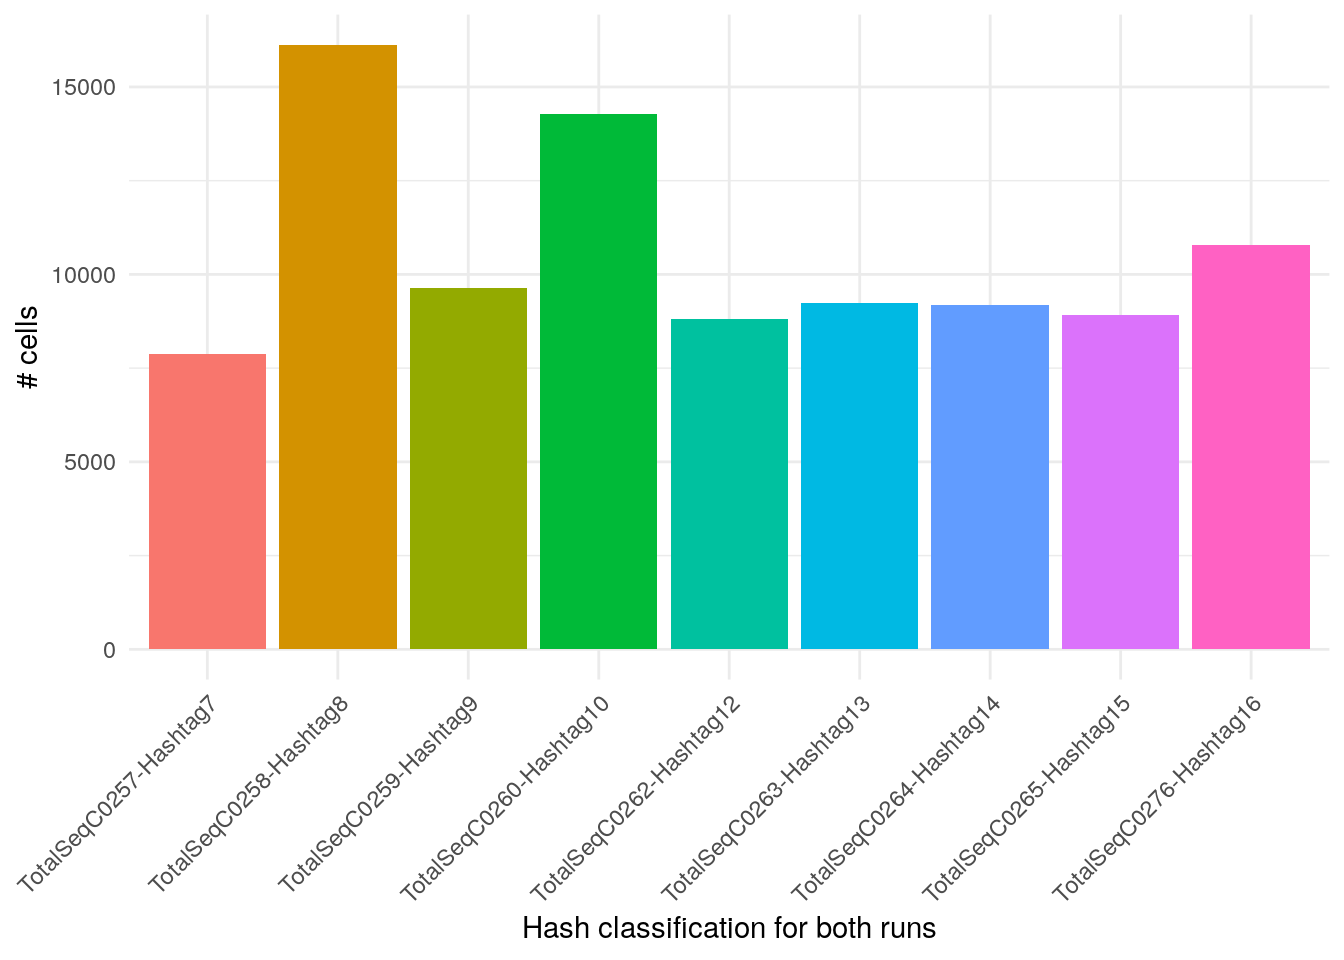 # cells
15000
10000
5000
0
TotalSeqC0257-Hashtag7
TotalSeqC0258-Hashtag8
TotalSeqC0259-Hashtag9
TotalSeqC0260-Hashtag10
TotalSeqC0262-Hashtag12
TotalSeqC0263-Hashtag13
TotalSeqC0264-Hashtag14
TotalSeqC0265-Hashtag15
TotalSeqC0276-Hashtag16
Hash classification for both runs